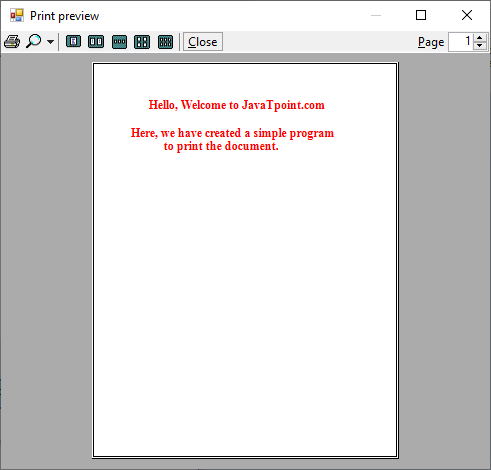 Print preview
Close
Page 1
Hello, Welcome to JavaTpoint.com
Here, we have created a simple program
to print the document.